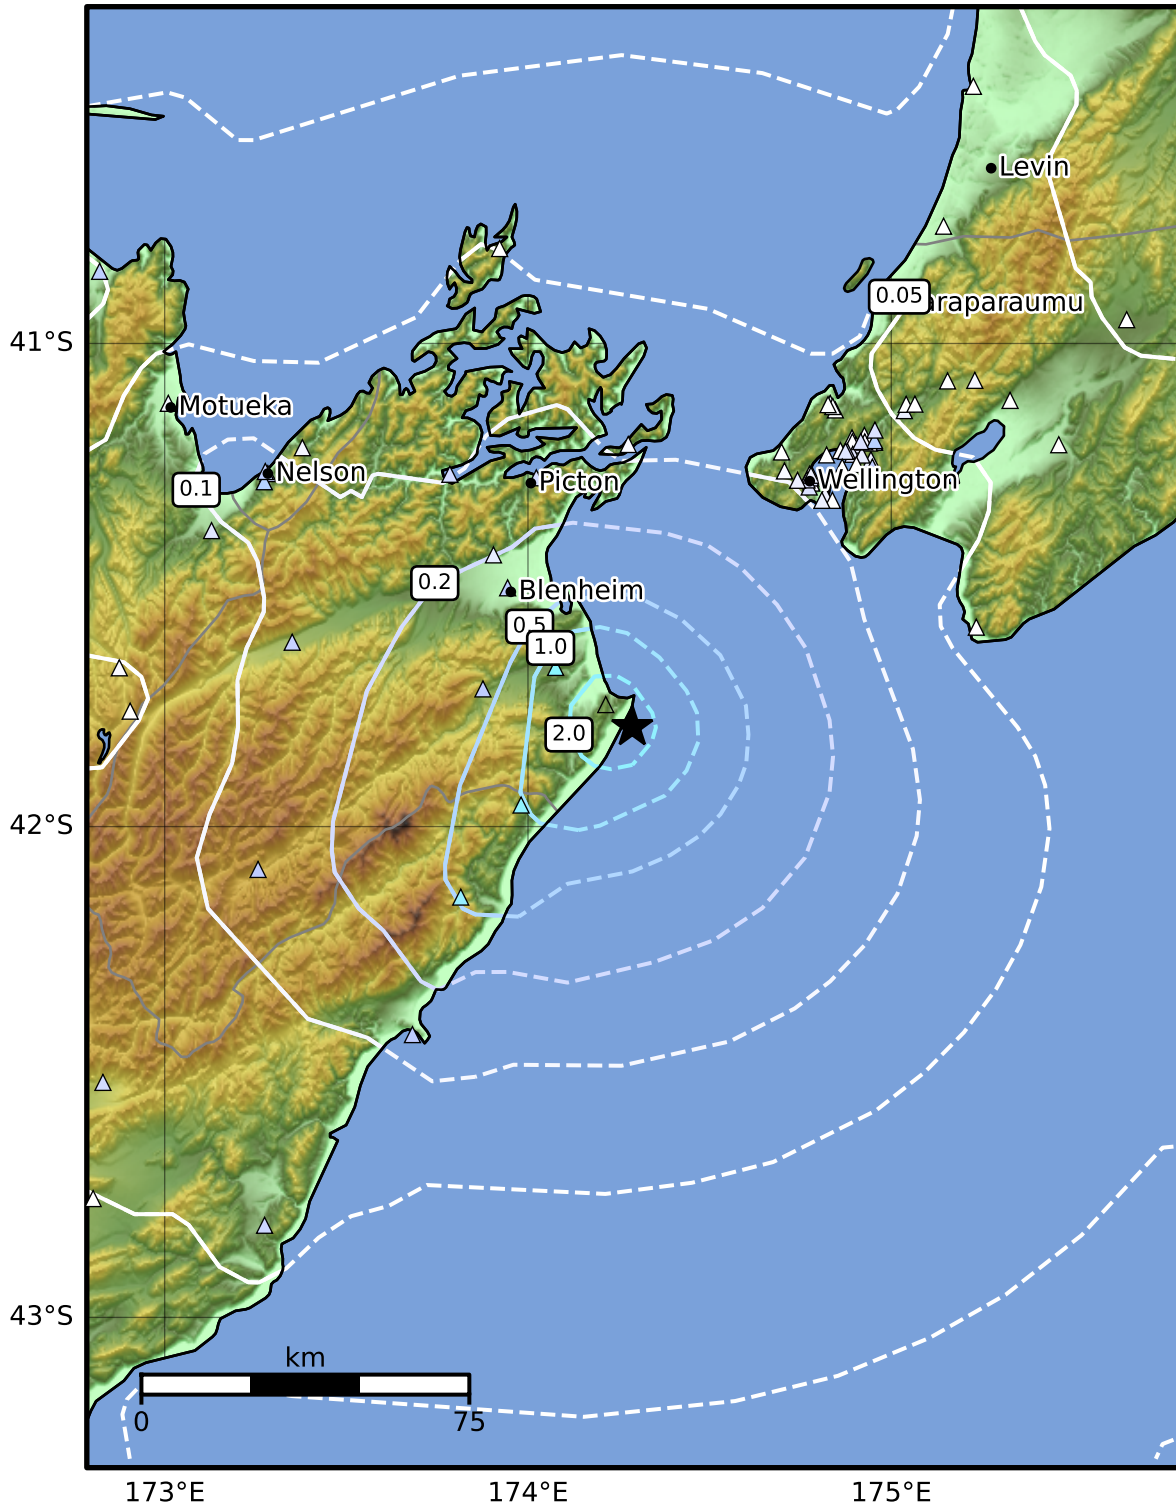 Levin
0.05
araparaumu
41°S
Motueka
Nelson
0.1
Picton
Wellington
0.2
Blenheim
0.5
1.0
2.0
42°S
43°S
km
0
75
173°E
174°E
175°E